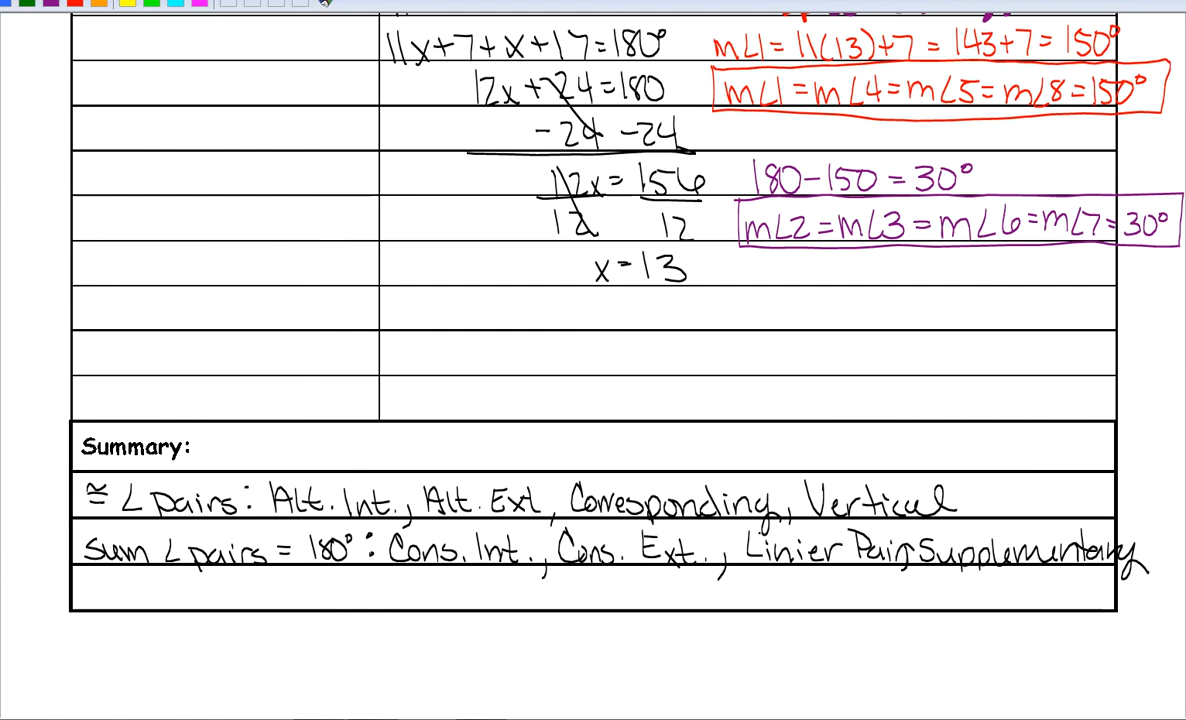 11x+7+x+17=180°
12x+24=180
-24 -24
12x=156
12 12
x=13
m∠1=11(13)+7=143+7=150°
m∠1=m∠4=m∠5=m∠8=150°
180-150=30°
m∠2=m∠3=m∠6=m∠7=30°
Summary:
≅ ∠ pairs: Alt. Int., Alt. Ext, Corresponding, Vertical
Sum ∠ pairs = 180°: Cons. Int., Cons. Ext., Linier Pair, Supplementary